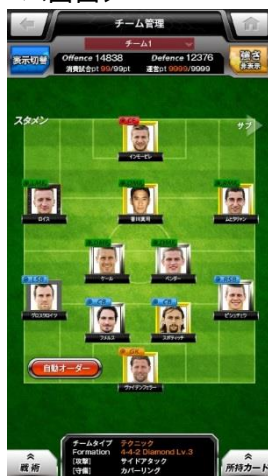 チーム管理
チーム1
表示切替
Offence 14838 Defence 12376
消費試合pt 99/99pt 運営pt 9999/9999
強さ
非表示
スタメン
サブ
インモービレ
ロイス
香川真司
ムヒタリャン
ケール
ベンダー
グロスクロイツ
フメルス
スボティッチ
ピシュチェク
ヴァイデンフェラー
自動オーダー
戦術
チームタイプ テクニック
Formation 4-4-2 Diamond Lv.3
[攻撃] サイドアタック
[守備] カバーリング
所持カード